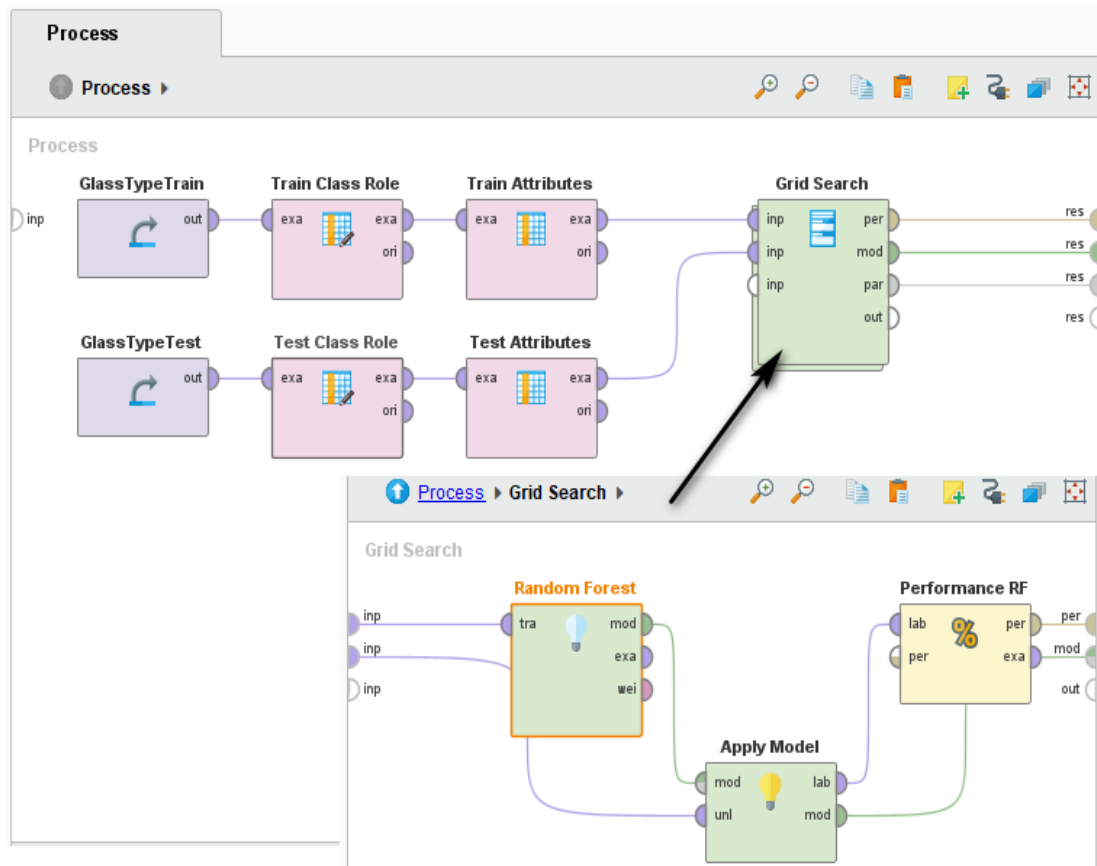 Process
Process
Process
GlassTypeTrain Train Class Role Train Attributes Grid Search
inp out exa exa exa exa inp per res
ori ori inp mod res
inp par res
out res
GlassTypeTest Test Class Role Test Attributes
out exa exa exa exa
ori ori
Process Grid Search
Grid Search
Random Forest Performance RF
inp tra mod lab per per
inp exa per exa mod
inp wei out
Apply Model
mod lab
unl mod